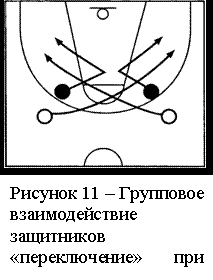 Рисунок 11 – Групповое
взаимодействие
защитников
«переключение» при